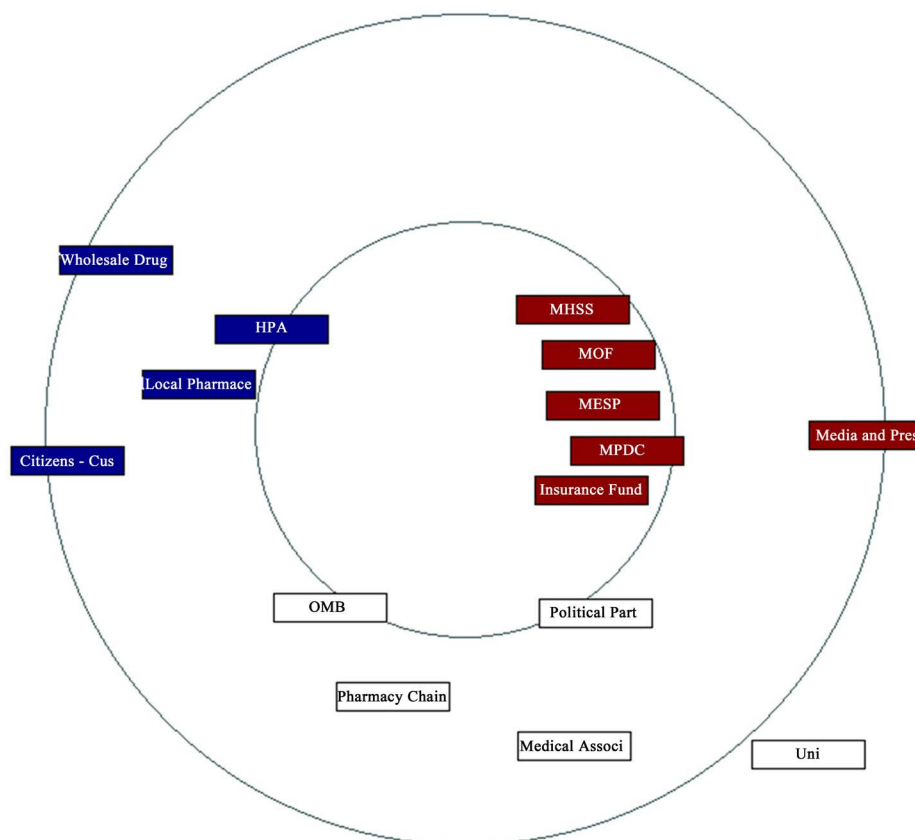 Wholesale Drug
MHSS
HPA
MOF
Local Pharmace
MESP
Media and Pres
MPDC
Citizens - Cus
Insurance Fund
OMB
Political Part
Pharmacy Chain
Medical Associ
Uni